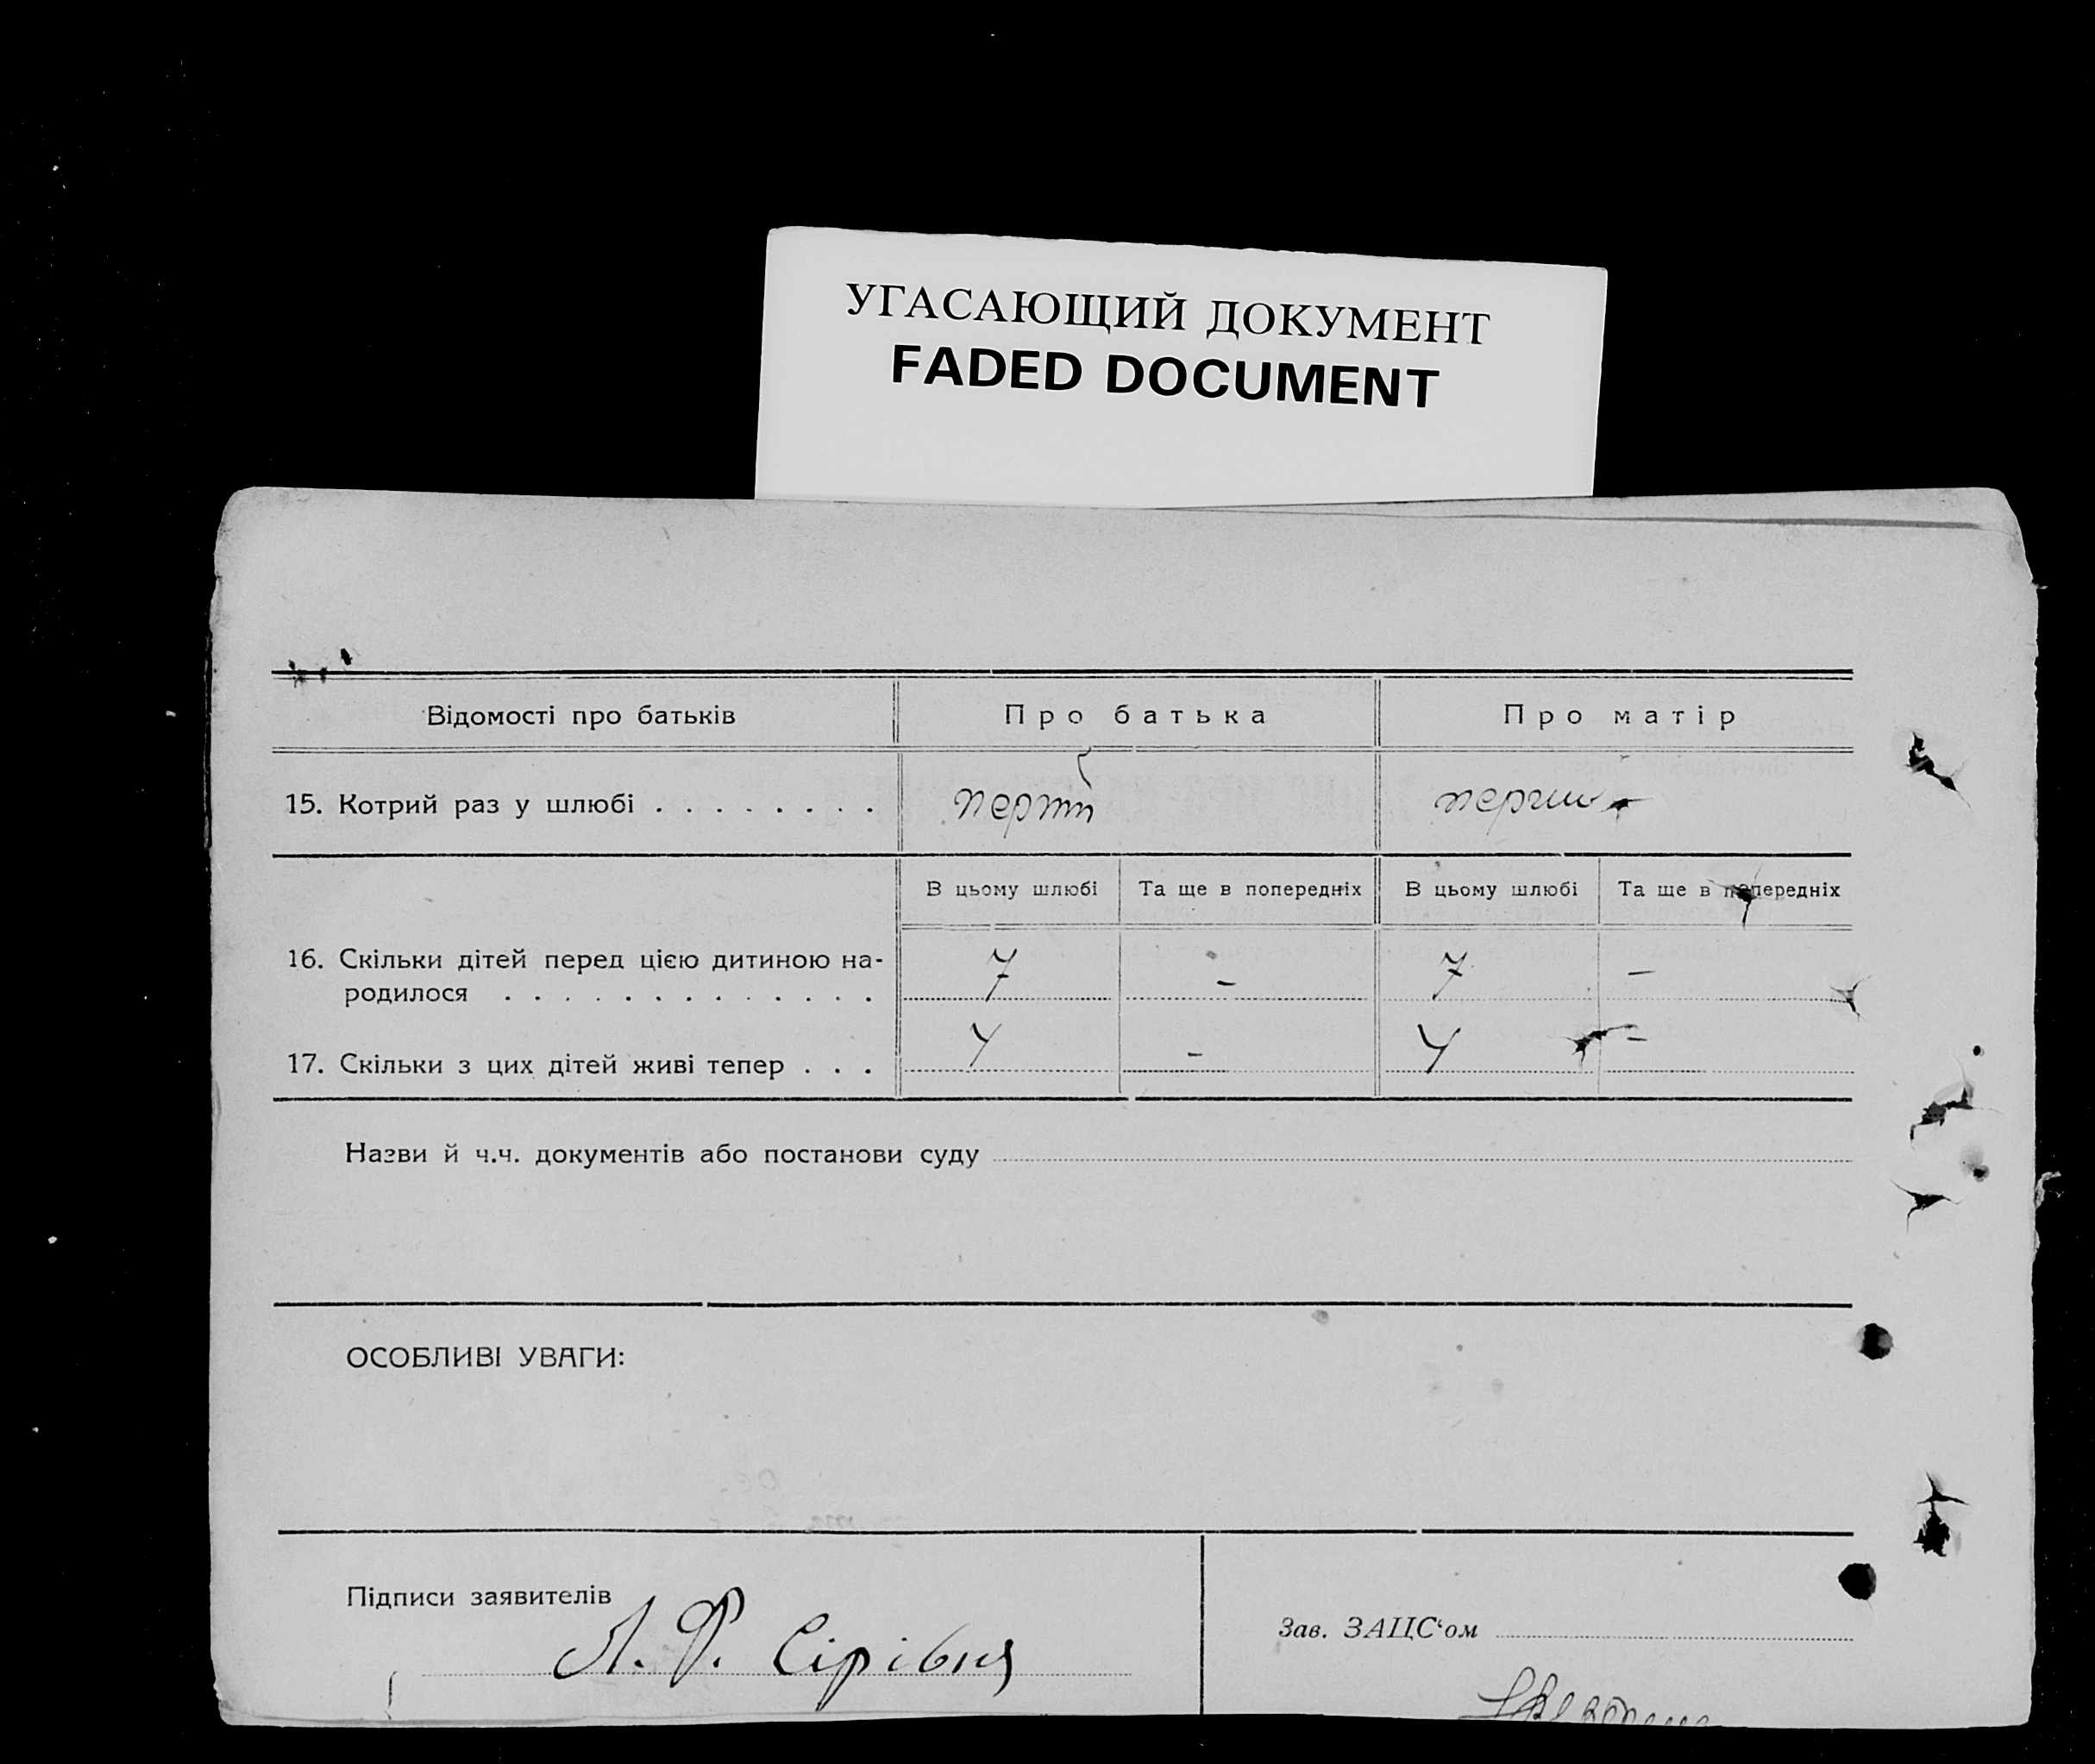 УГАСАЮЩИЙ ДОКУМЕНТ
FADED DOCUMENT
Відомості про батьків
Про батька
Про матір
15. Котрий раз у шлюбі . . . . . . . .
перший
перший
В цьому шлюбі
Та ще в попередніх
В цьому шлюбі
Та ще в попередніх
16. Скільки дітей перед цією дитиною на-
родилося . . . . . . . . . . . . .
7
-
7
-
17. Скільки з цих дітей живі тепер . . .
4
-
4
-
Назви й ч.ч. документів або постанови суду
ОСОБЛИВІ УВАГИ:
Підписи заявителів
Зав. ЗАЦС‘ом